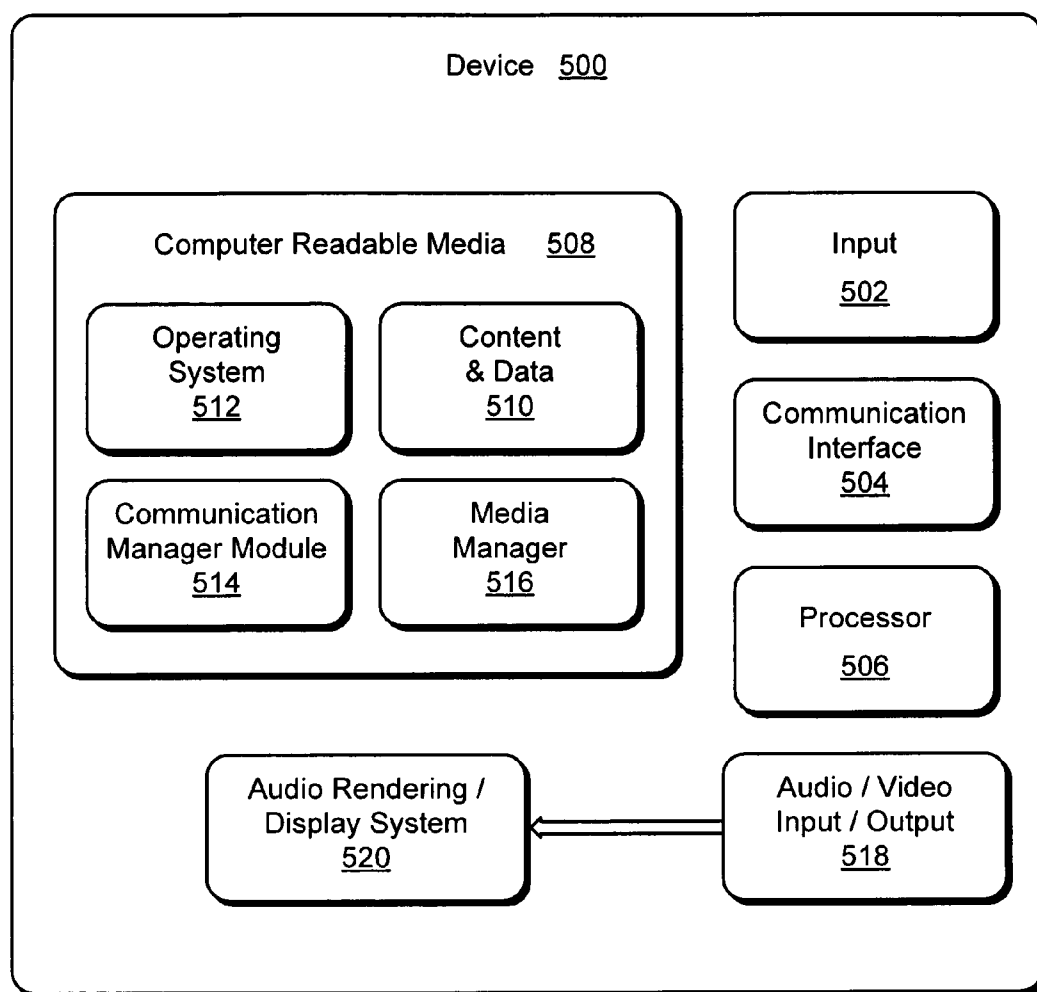 Device 500
Computer Readable Media 508
Operating
System
512
Content
& Data
510
Communication
Manager Module
514
Media
Manager
516
Input
502
Communication
Interface
504
Processor
506
Audio Rendering /
Display System
520
Audio / Video
Input / Output
518